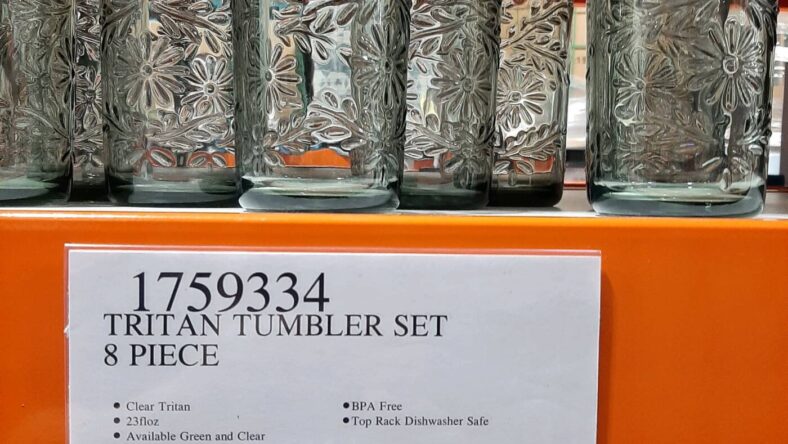 1759334
TRITAN TUMBLER SET
8 PIECE
• Clear Tritan
• 23floz
• Available Green and Clear
• BPA Free
• Top Rack Dishwasher Safe